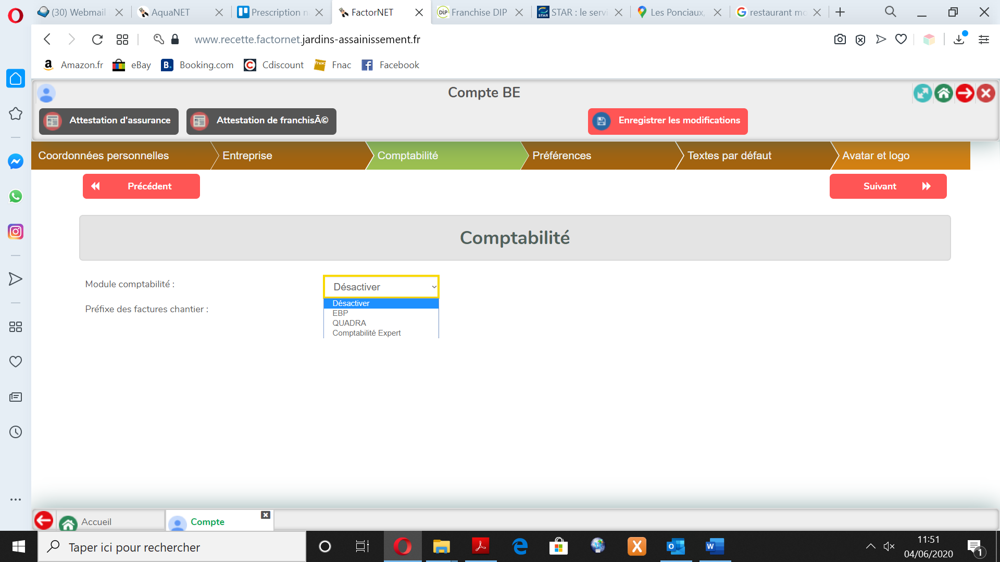 (30) Webmail
AquaNET
Prescription n
FactorNET
Franchise DIP
STAR : le servi
Les Ponciaux,
restaurant mo
www.recette.factornet.jardins-assainissement.fr
Amazon.fr
eBay
Booking.com
Cdiscount
Fnac
Facebook
Compte BE
Attestation d'assurance
Attestation de franchisÃ©
Enregistrer les modifications
Coordonnées personnelles
Entreprise
Comptabilité
Préférences
Textes par défaut
Avatar et logo
Précédent
Suivant
Comptabilité
Module comptabilité :
Désactiver
Désactiver
EBP
Préfixe des factures chantier :
QUADRA
Comptabilité Expert
Accueil
Compte
Taper ici pour rechercher
11:51
04/06/2020
1